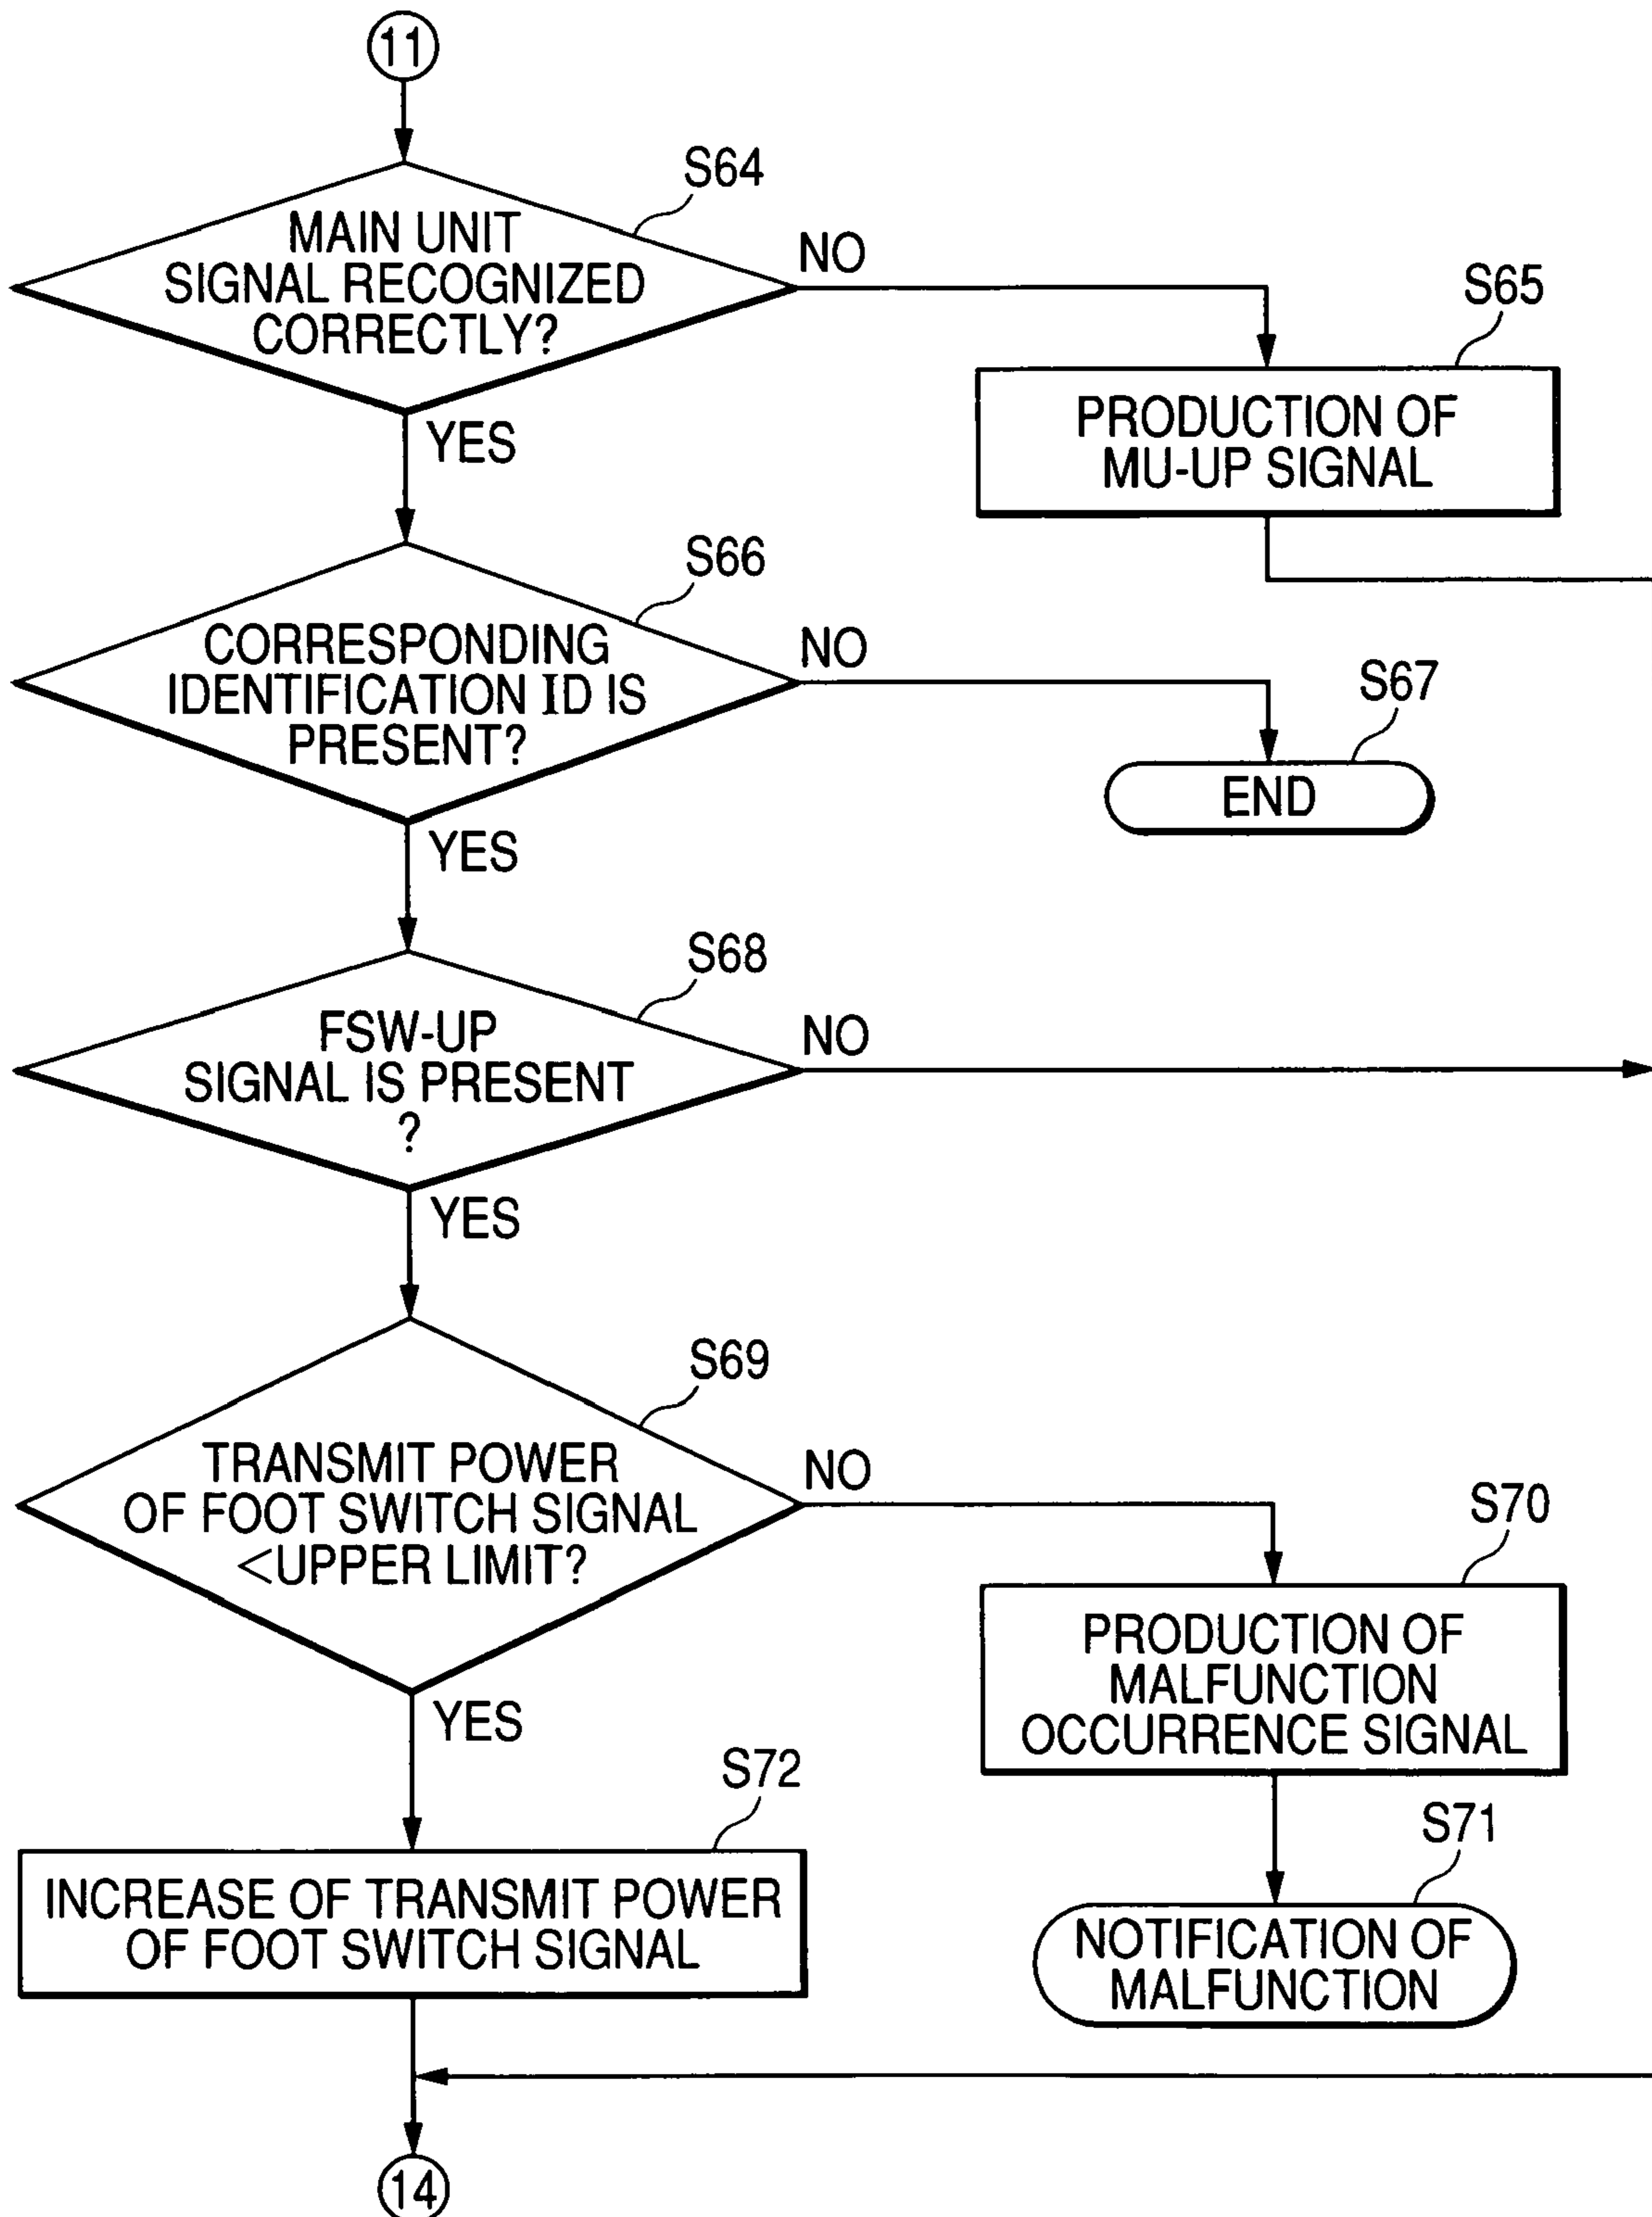 11
S64
MAIN UNIT
SIGNAL RECOGNIZED
CORRECTLY?
NO
YES
S65
PRODUCTION OF
MU-UP SIGNAL
S66
CORRESPONDING
IDENTIFICATION ID IS
PRESENT?
NO
YES
S67
END
S68
FSW-UP
SIGNAL IS PRESENT
?
NO
YES
S69
TRANSMIT POWER
OF FOOT SWITCH SIGNAL
<UPPER LIMIT?
NO
YES
S70
PRODUCTION OF
MALFUNCTION
OCCURRENCE SIGNAL
S72
INCREASE OF TRANSMIT POWER
OF FOOT SWITCH SIGNAL
S71
NOTIFICATION OF
MALFUNCTION
14